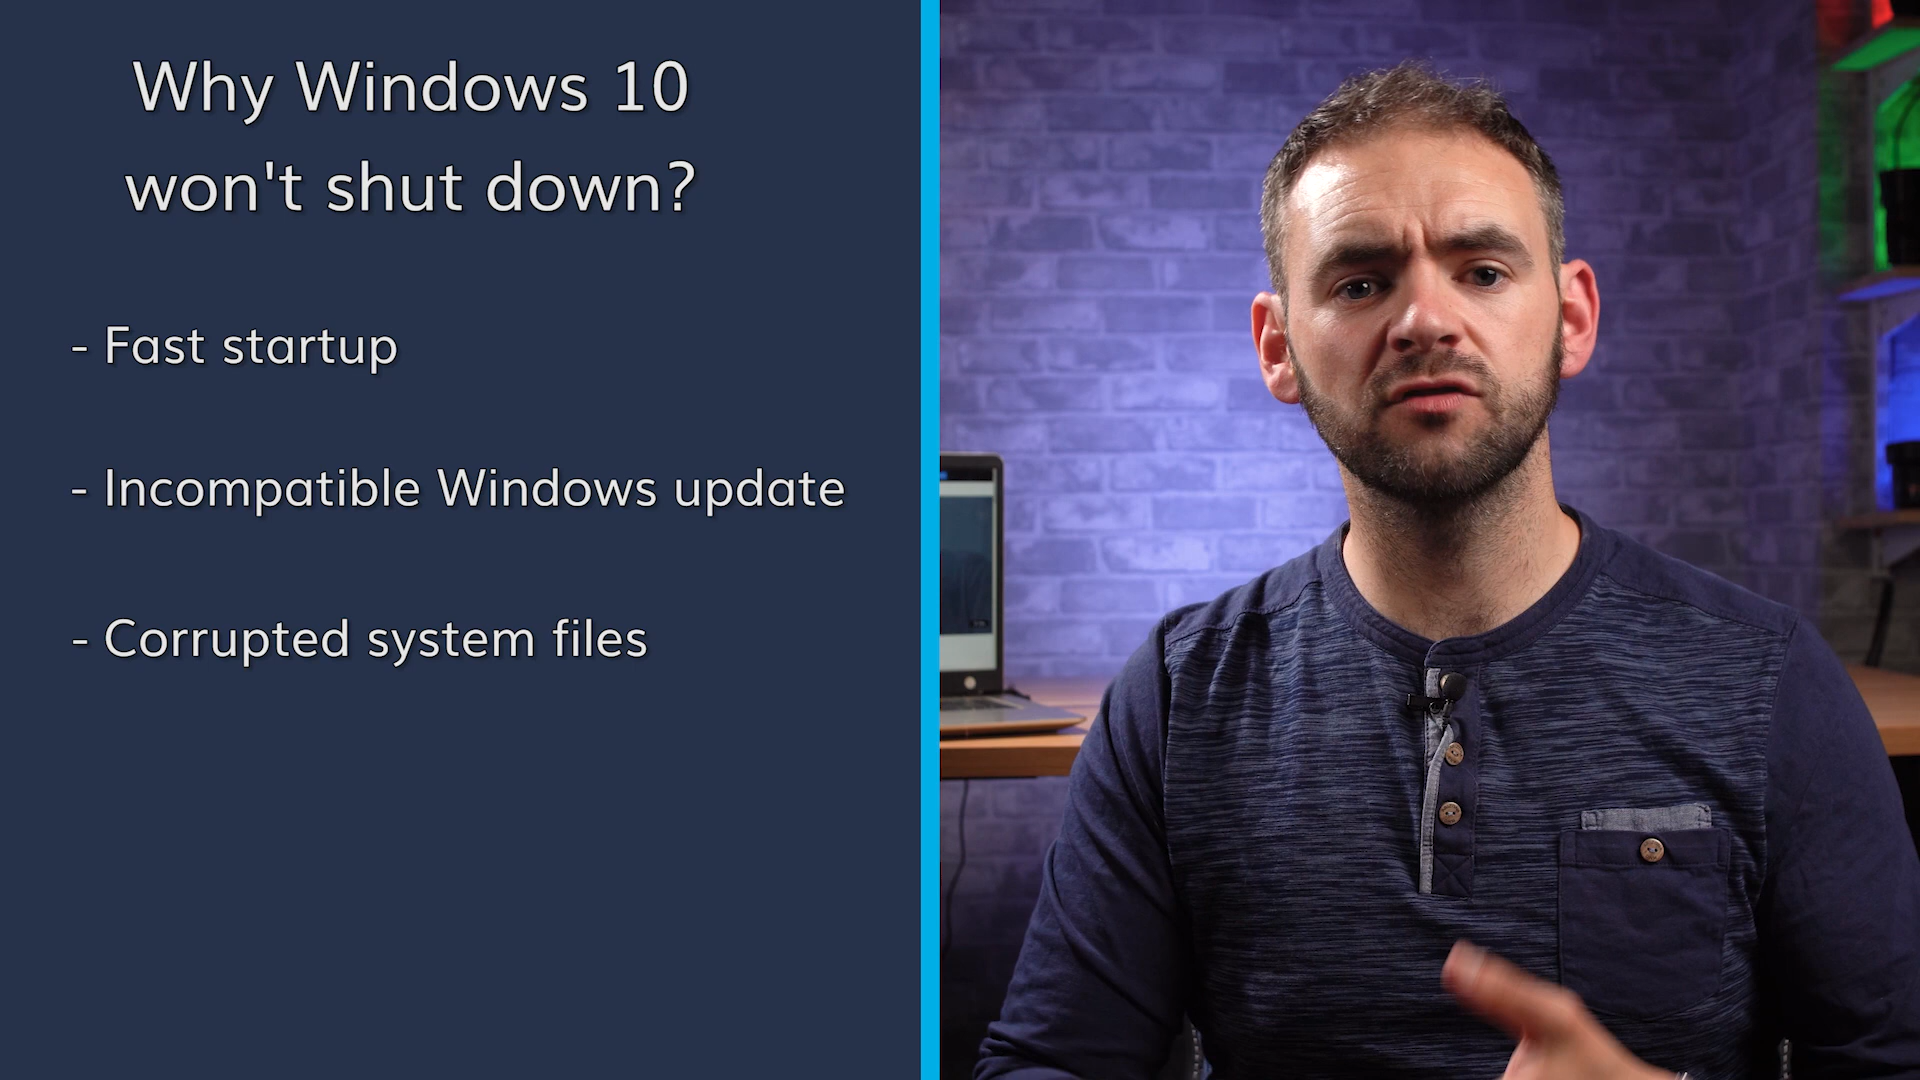 Why Windows 10
won't shut down?
- Fast startup
- Incompatible Windows update
- Corrupted system files